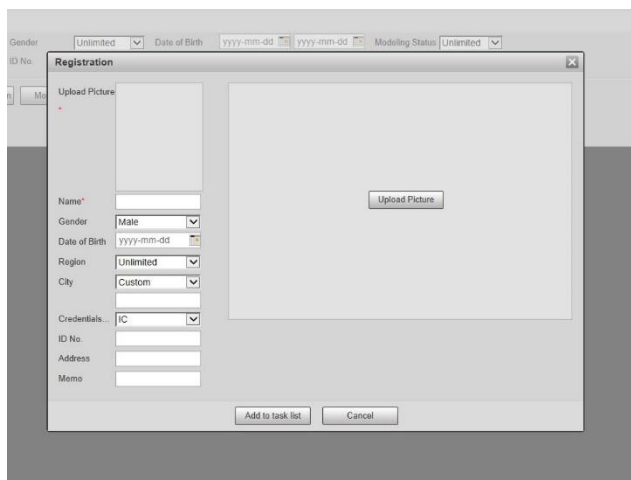 Gender Unlimited Date of Birth yyyy-mm-dd yyyy-mm-dd Modeling Status Unlimited
ID No.
Registration
Upload Picture
*
Name*
Upload Picture
Gender Male
Date of Birth yyyy-mm-dd
Region Unlimited
City Custom
Credentials... IC
ID No.
Address
Memo
Add to task list Cancel